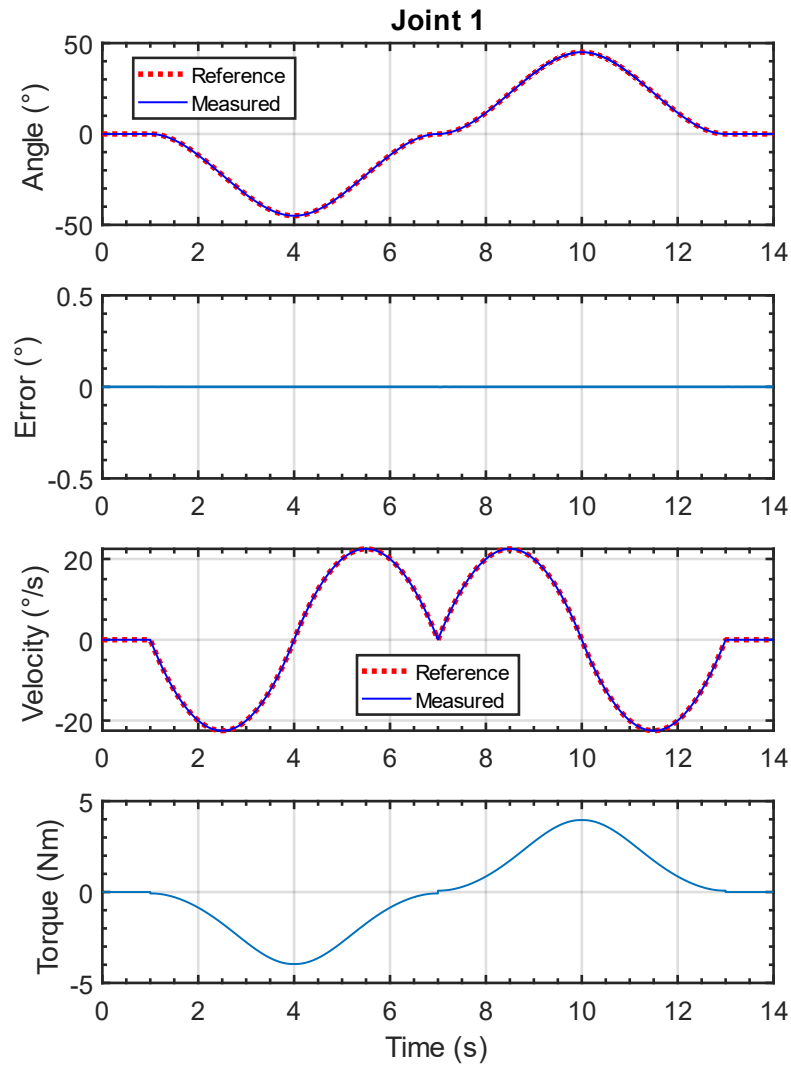 Joint 1
50
0
-50
Angle (°)
Reference
Measured
0 2 4 6 8 10 12 14
0.5
0
-0.5
Error (°)
0 2 4 6 8 10 12 14
20
0
-20
Velocity (°/s)
Reference
Measured
0 2 4 6 8 10 12 14
5
0
-5
Torque (Nm)
0 2 4 6 8 10 12 14
Time (s)